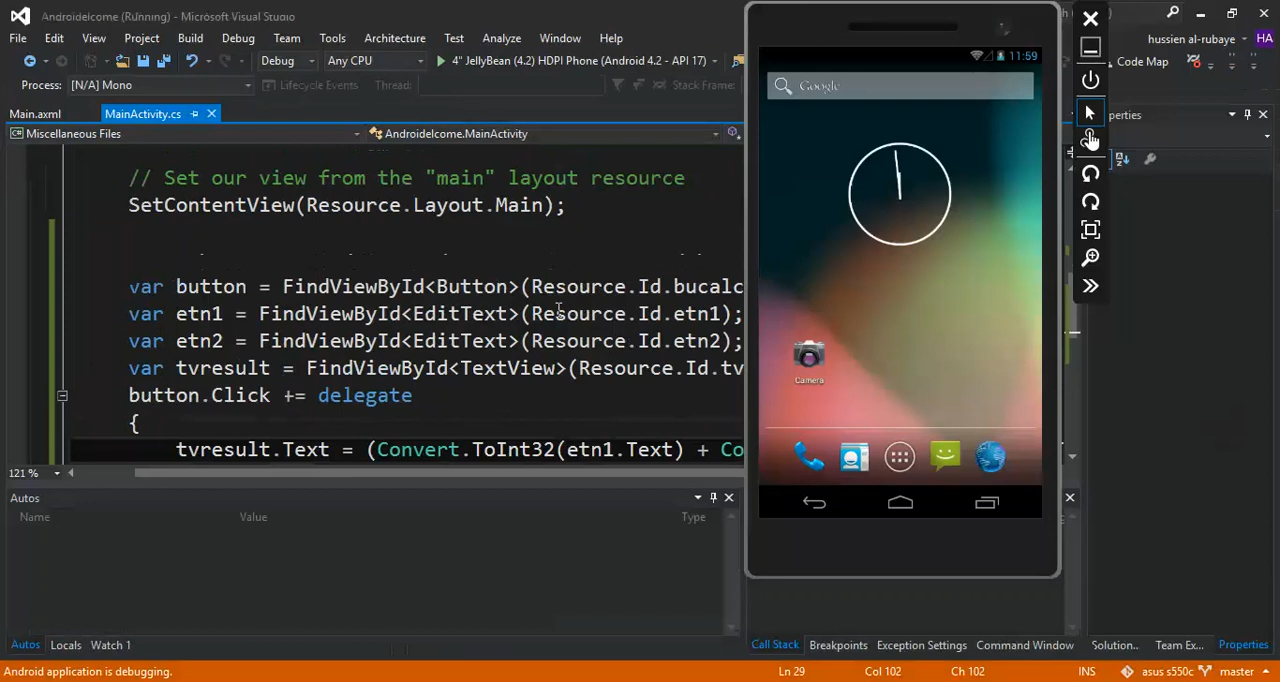 Androidelcome (Running) - Microsoft Visual Studio
File Edit View Project Build Debug Team Tools Architecture Test Analyze Window Help
hussien al-rubaye HA
Debug Any CPU 4" JellyBean (4.2) HDPI Phone (Android 4.2 - API 17)
Code Map
Process: [N/A] Mono Lifecycle Events Thread: Stack Frame:
Main.axml MainActivity.cs
Miscellaneous Files Androidelcome.MainActivity
// Set our view from the "main" layout resource
SetContentView(Resource.Layout.Main);
var button = FindViewById<Button>(Resource.Id.bucalc
var etn1 = FindViewById<EditText>(Resource.Id.etn1);
var etn2 = FindViewById<EditText>(Resource.Id.etn2);
var tvresult = FindViewById<TextView>(Resource.Id.tv
button.Click += delegate
{
tvresult.Text = (Convert.ToInt32(etn1.Text) + Co
121 %
Autos
Name Value Type
Autos Locals Watch 1
11:59
Google
Camera
perties
Call Stack Breakpoints Exception Settings Command Window Solution... Team Ex... Properties
Android application is debugging.
Ln 29 Col 102 Ch 102 INS asus s550c master